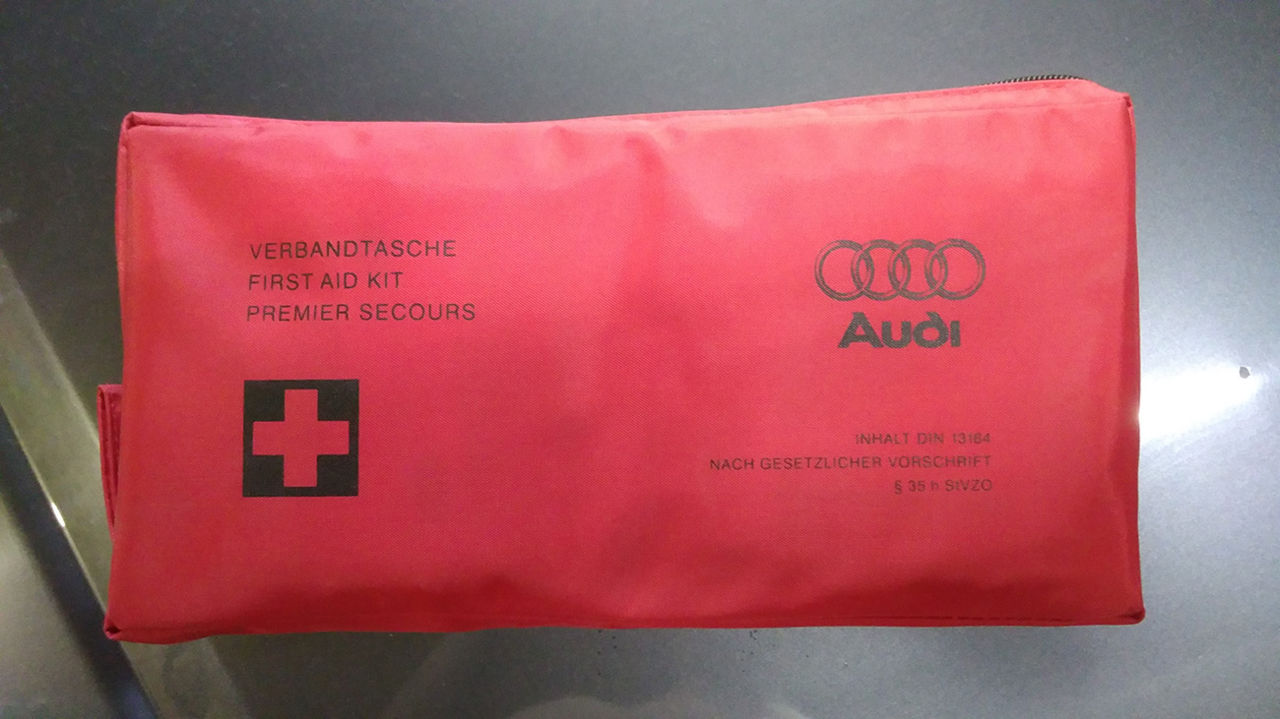 VERBANDTASCHE
FIRST AID KIT
PREMIER SECOURS
Audi
INHALT DIN 13164
NACH GESETZLICHER VORSCHRIFT
§ 35 h StVZO